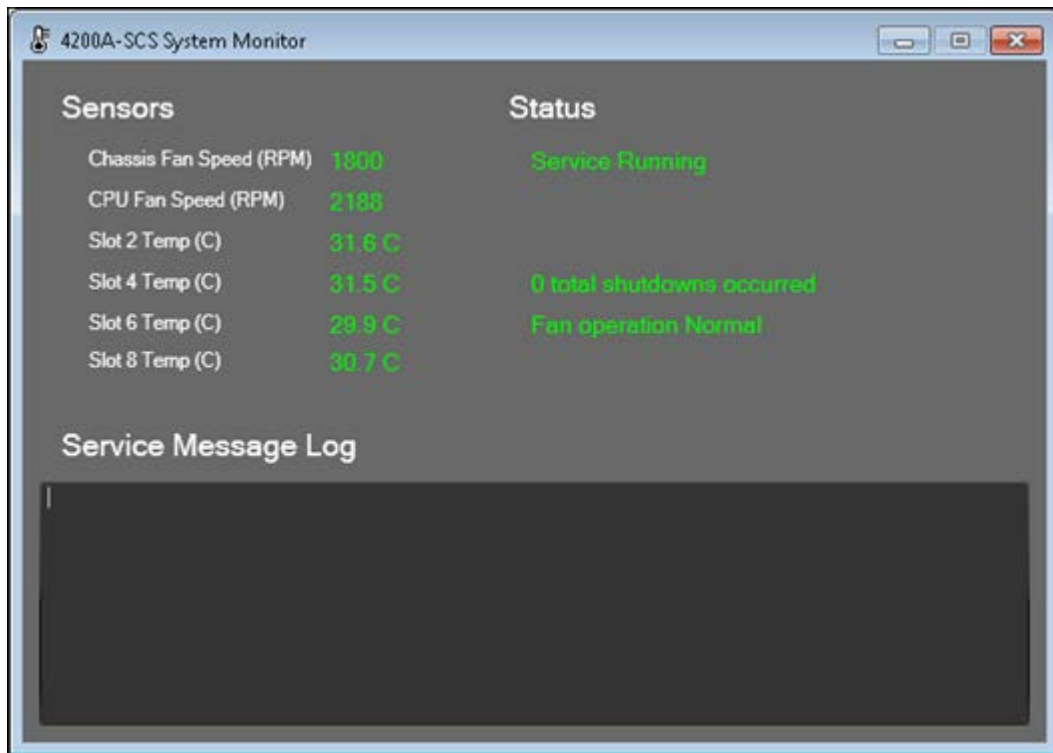 4200A-SCS System Monitor
Sensors Status
Chassis Fan Speed (RPM) 1800 Service Running
CPU Fan Speed (RPM) 2188
Slot 2 Temp (C) 31.6 C
Slot 4 Temp (C) 31.5 C 0 total shutdowns occurred
Slot 6 Temp (C) 29.9 C Fan operation Normal
Slot 8 Temp (C) 30.7 C
Service Message Log